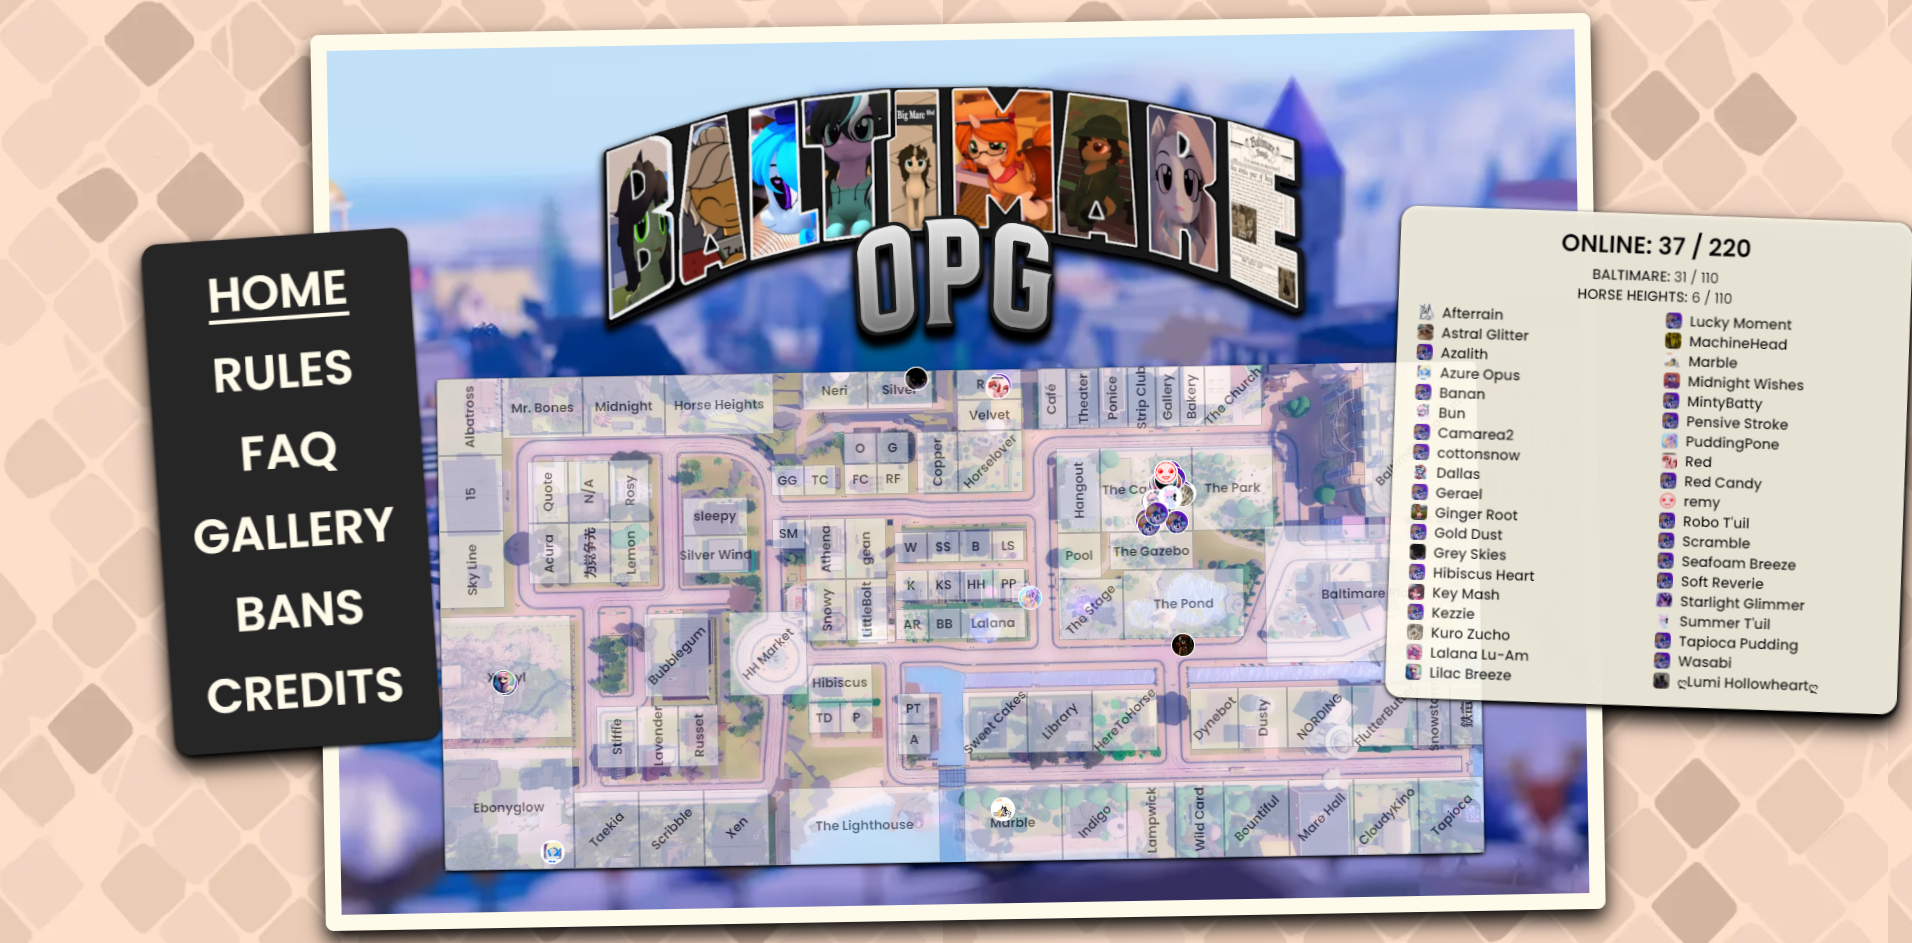 BALTIMARE
Big Mare Blvd
OPG
HOME
RULES
FAQ
GALLERY
BANS
CREDITS
ONLINE: 37 / 220
BALTIMARE: 31 / 110
HORSE HEIGHTS: 6 / 110
Afterrain
Astral Glitter
Azalith
Azure Opus
Banan
Bun
Camarea2
cottonsnow
Dallas
Gerael
Ginger Root
Gold Dust
Grey Skies
Hibiscus Heart
Key Mash
Kezzie
Kuro Zucho
Lalana Lu-Am
Lilac Breeze
Lucky Moment
MachineHead
Marble
Midnight Wishes
MintyBatty
Pensive Stroke
PuddingPone
Red
Red Candy
remy
Robo T'uil
Scramble
Seafoam Breeze
Soft Reverie
Starlight Glimmer
Summer T'uil
Tapioca Pudding
Wasabi
ღLumi Hollowheartღ
Albatross
Mr. Bones
Midnight
Horse Heights
Neri
Silver
Velvet
Café
Theater
Ponice
Strip Club
Gallery
Bakery
The Church
15
Quote
N/A
Rosy
sleepy
O
G
Copper
Horselover
GG
TC
FC
RF
Hangout
The Park
Sky Line
Acura
Lemon
Silver Wind
SM
Athena
gean
W
SS
B
LS
Pool
The Gazebo
Snowy
LittleBolt
K
KS
HH
PP
AR
BB
Lalana
The Stage
The Pond
Baltimare
Bubblegum
HH Market
Hibiscus
TD
P
PT
A
Stiffie
Lavender
Russet
Sweet Cakes
Library
HereToHorse
Dynebot
Dusty
NORDING
Ebonyglow
Taekia
Scribble
Xen
The Lighthouse
Marble
Indigo
Lampwick
Wild Card
Bountiful
Mare Hall
CloudyKino
Tapioca